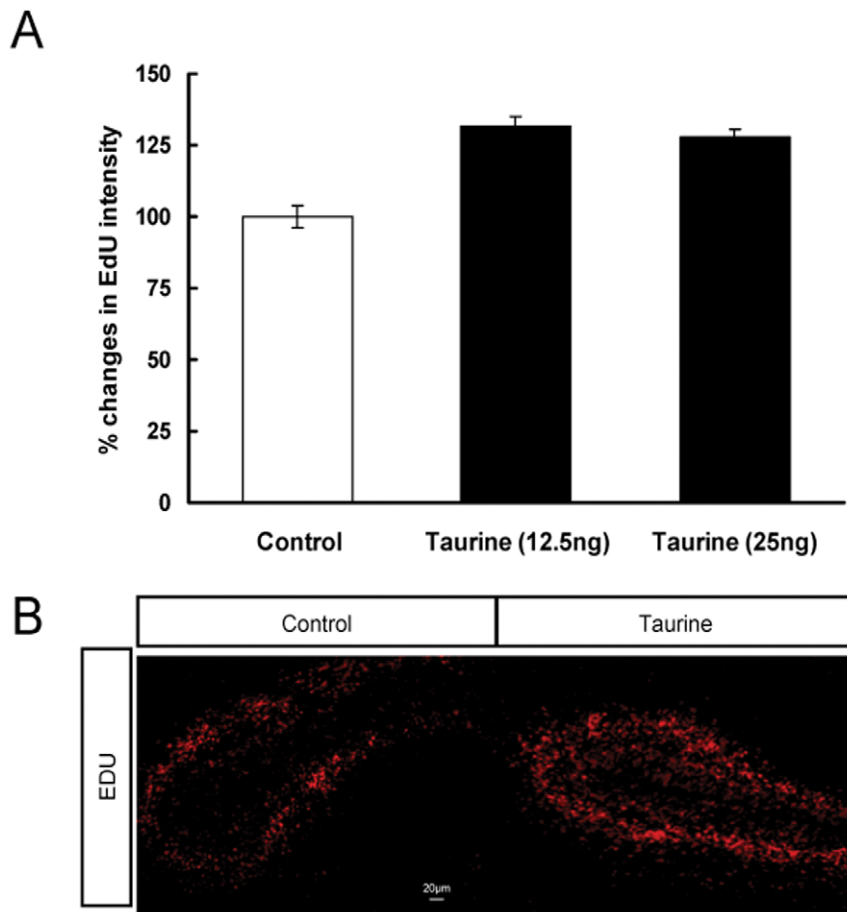 A
% changes in EdU intensity
150
125
100
75
50
25
0
Control
Taurine (12.5ng)
Taurine (25ng)
B
Control
Taurine
EDU
20µm